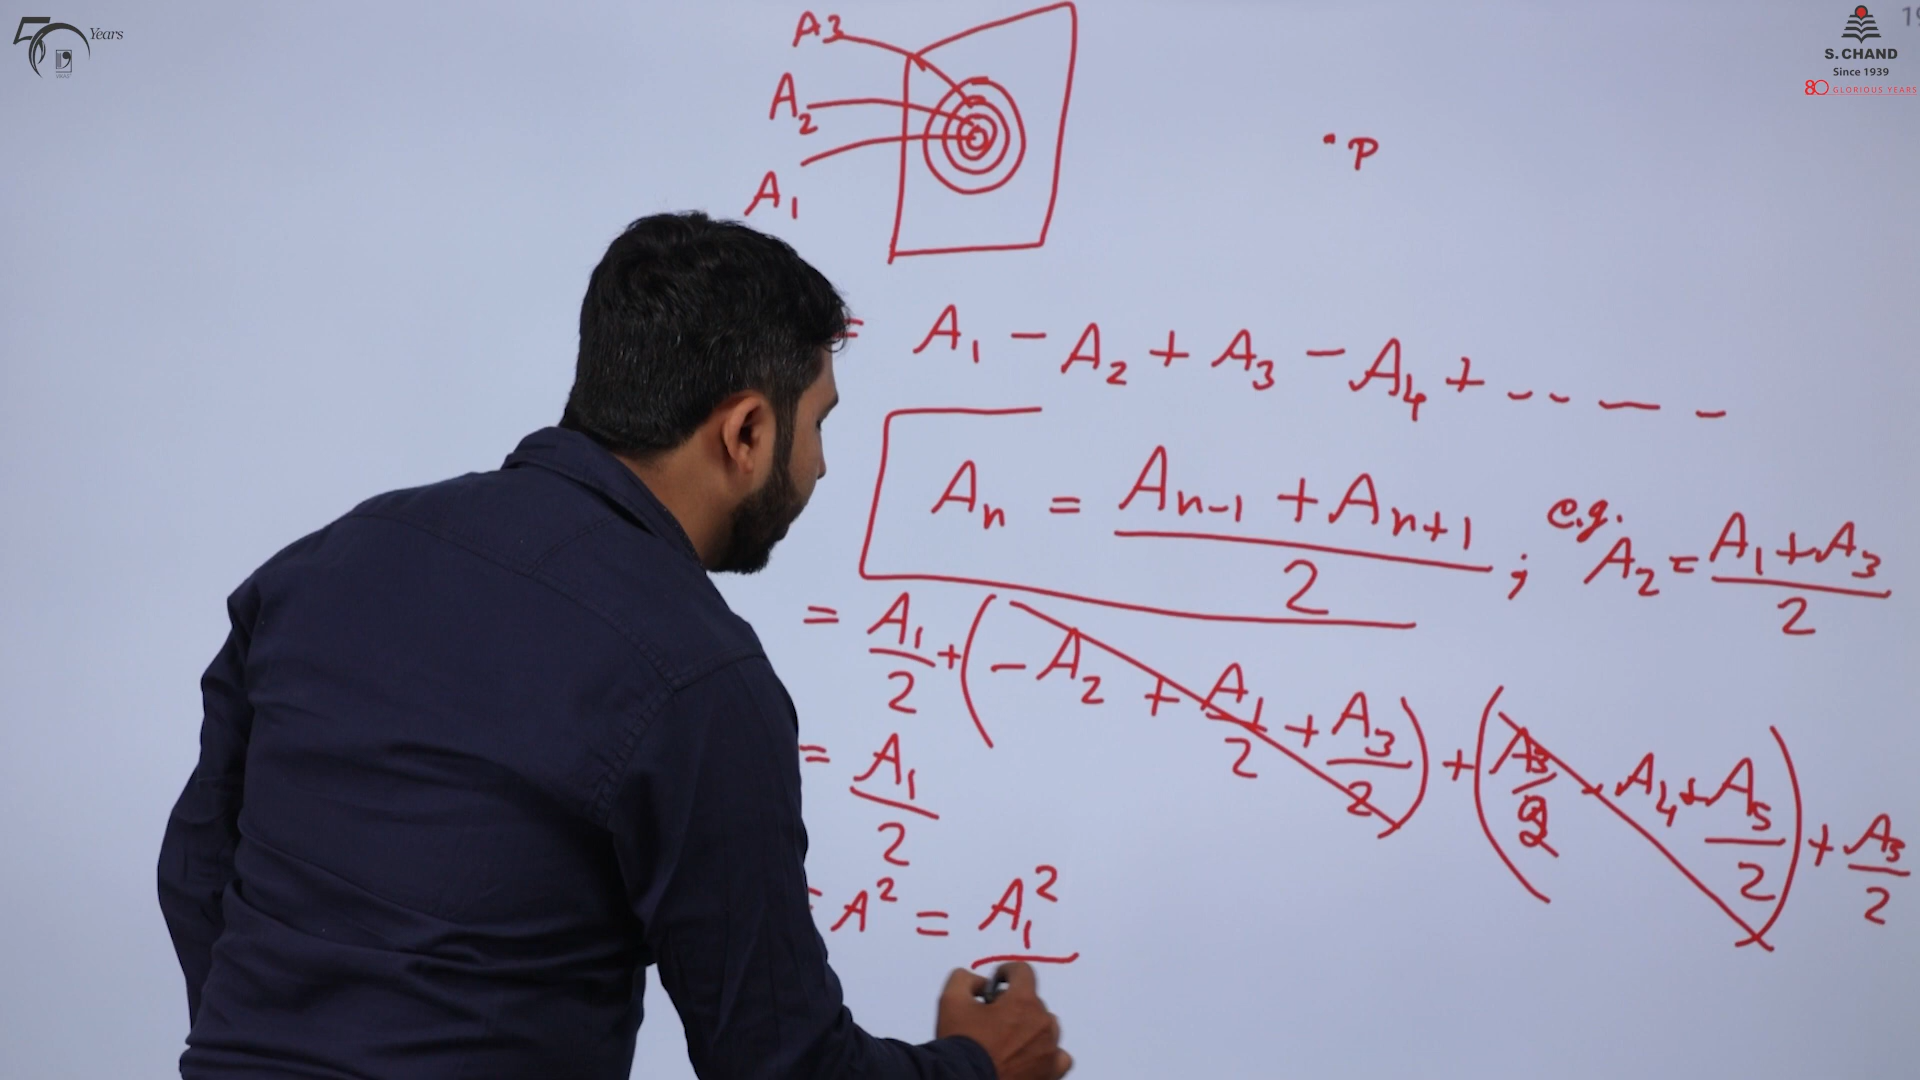 50 Years
S. CHAND
Since 1939
80 GLORIOUS YEARS
A3
A₂
A₁
• P
= A₁ - A₂ + A₃ - A₄ + - - - -
Aₙ = (Aₙ₋₁ + Aₙ₊₁)/2 ; e.g. A₂ = (A₁ + A₃)/2
= A₁/2 + (- A₂ + A₁/2 + A₃/2) + (A₃/2 - A₄ + A₅/2) + A₃/2
= A₁/2
= A² = A₁²